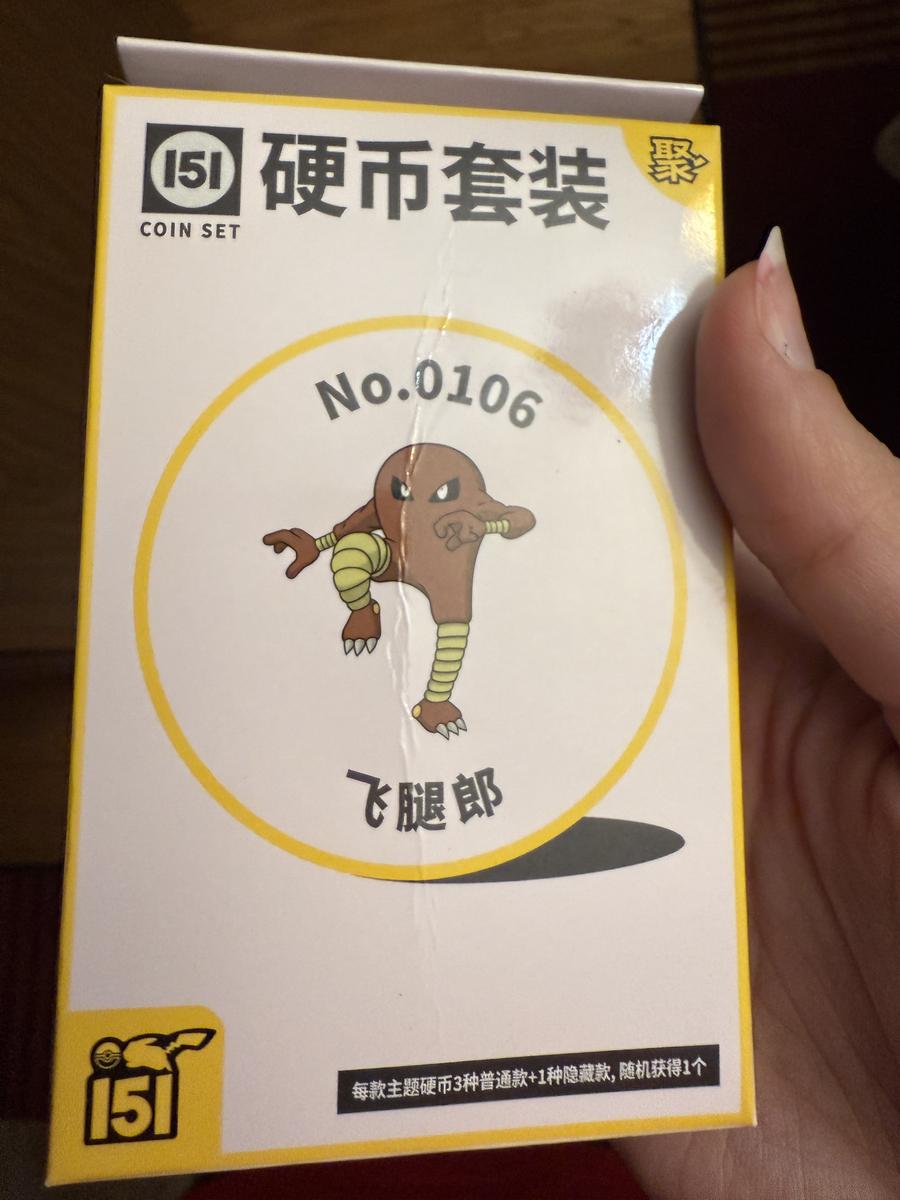 151
硬币套装
聚
COIN SET
No.0106
飞腿郎
每款主题硬币3种普通款+1种隐藏款, 随机获得1个
151